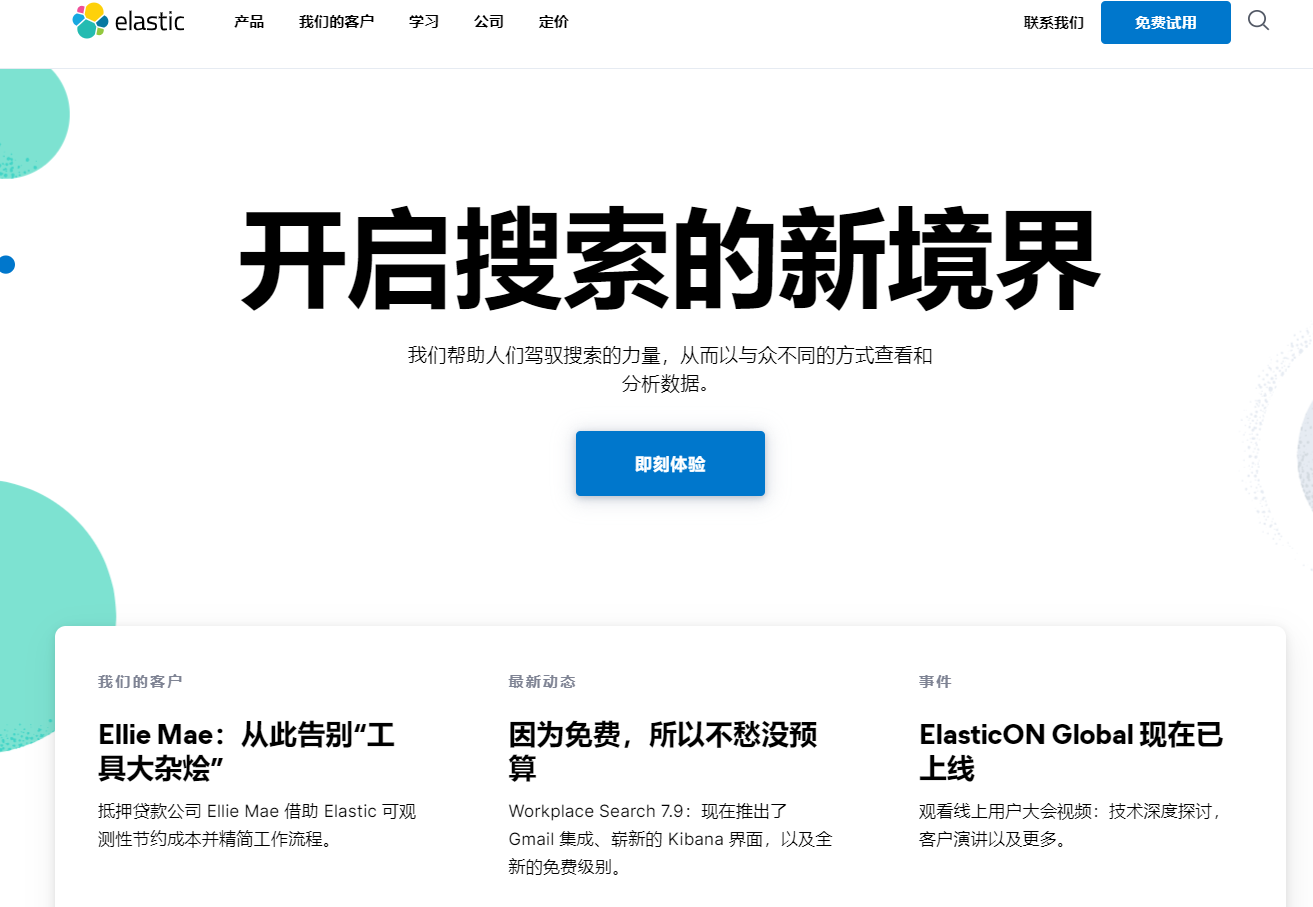 elastic 产品 我们的客户 学习 公司 定价 联系我们 免费试用
开启搜索的新境界
我们帮助人们驾驭搜索的力量，从而以与众不同的方式查看和
分析数据。
即刻体验
我们的客户
Ellie Mae：从此告别“工
具大杂烩”
抵押贷款公司 Ellie Mae 借助 Elastic 可观
测性节约成本并精简工作流程。
最新动态
因为免费，所以不愁没预
算
Workplace Search 7.9：现在推出了
Gmail 集成、崭新的 Kibana 界面，以及全
新的免费级别。
事件
ElasticON Global 现在已
上线
观看线上用户大会视频：技术深度探讨，
客户演讲以及更多。